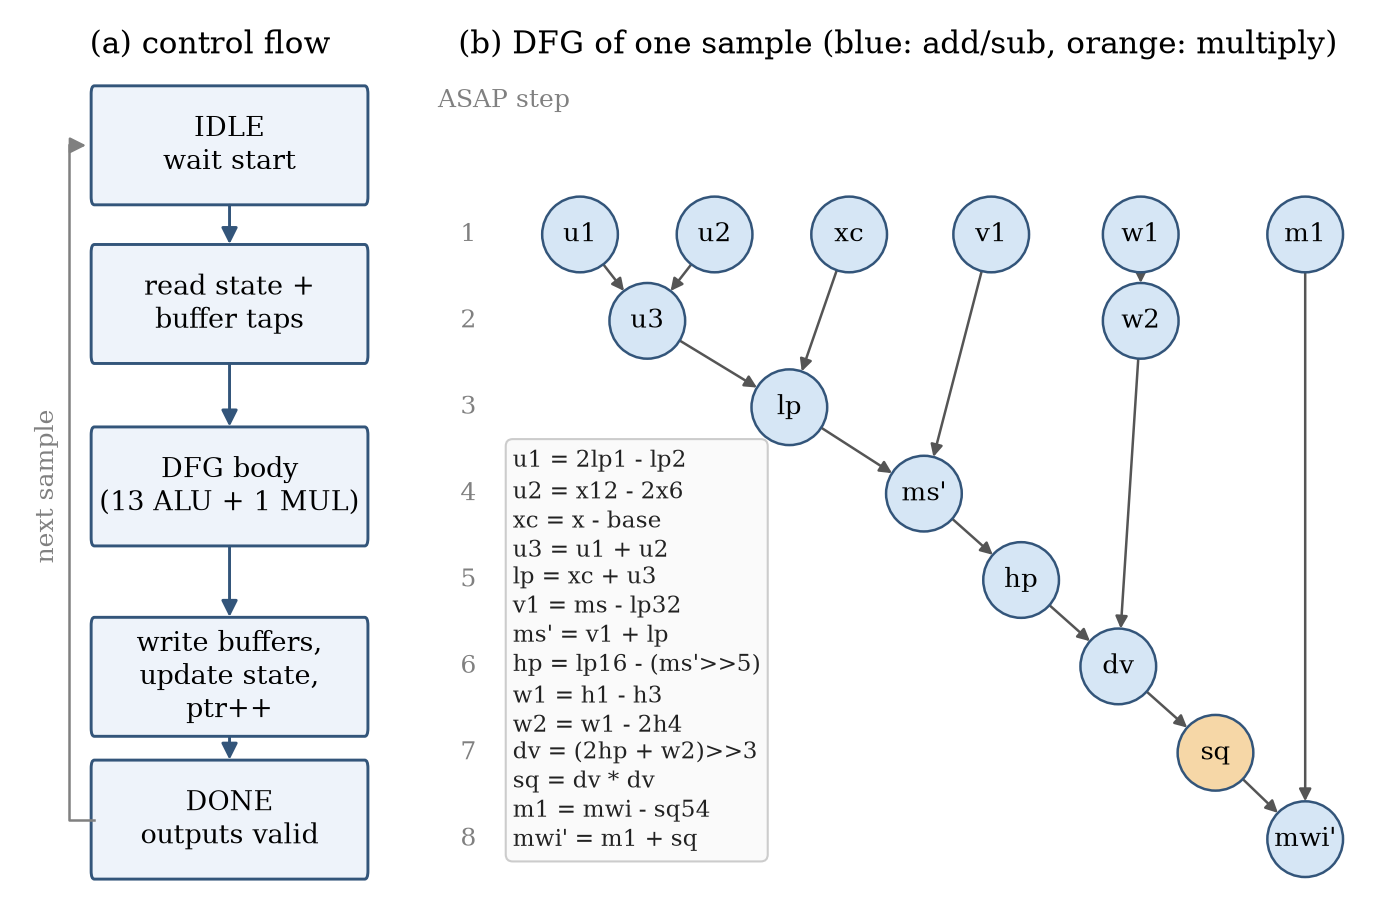 (a) control flow
IDLE
wait start
read state +
buffer taps
DFG body
(13 ALU + 1 MUL)
write buffers,
update state,
ptr++
DONE
outputs valid
next sample
(b) DFG of one sample (blue: add/sub, orange: multiply)
ASAP step
1
2
3
4
5
6
7
8
u1
u2
xc
v1
w1
m1
u3
w2
lp
ms'
hp
dv
sq
mwi'
u1 = 2lp1 - lp2
u2 = x12 - 2x6
xc = x - base
u3 = u1 + u2
lp = xc + u3
v1 = ms - lp32
ms' = v1 + lp
hp = lp16 - (ms'>>5)
w1 = h1 - h3
w2 = w1 - 2h4
dv = (2hp + w2)>>3
sq = dv * dv
m1 = mwi - sq54
mwi' = m1 + sq